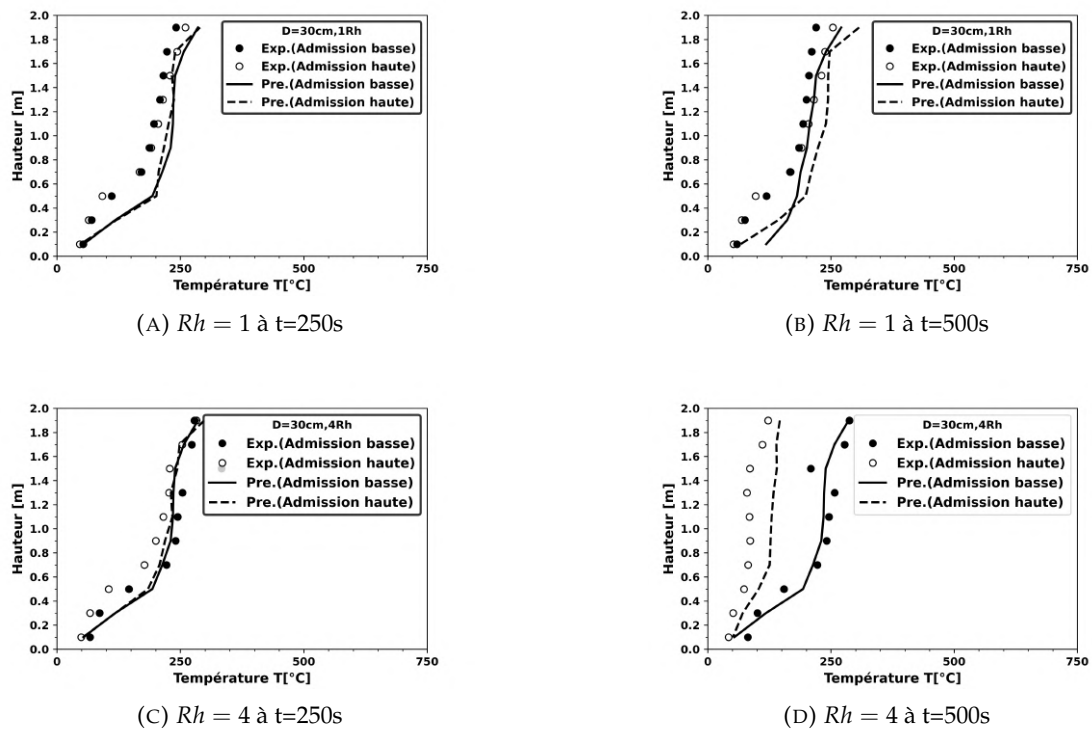 D=30cm,1Rh
Exp.(Admission basse)
Exp.(Admission haute)
Pre.(Admission basse)
Pre.(Admission haute)
Hauteur [m]
2.0
1.8
1.7
1.5
1.2
1.0
0.8
0.6
0.4
0.2
0.0
0
250
500
750
Température T[°C]
(A) Rh = 1 à t=250s
D=30cm,1Rh
Exp.(Admission basse)
Exp.(Admission haute)
Pre.(Admission basse)
Pre.(Admission haute)
Hauteur [m]
2.0
1.8
1.7
1.5
1.2
1.0
0.8
0.6
0.4
0.2
0.0
0
250
500
750
Température T[°C]
(B) Rh = 1 à t=500s
D=30cm,4Rh
Exp.(Admission basse)
Exp.(Admission haute)
Pre.(Admission basse)
Pre.(Admission haute)
Hauteur [m]
2.0
1.8
1.7
1.5
1.2
1.0
0.8
0.6
0.4
0.2
0.0
0
250
500
750
Température T[°C]
(C) Rh = 4 à t=250s
D=30cm,4Rh
Exp.(Admission basse)
Exp.(Admission haute)
Pre.(Admission basse)
Pre.(Admission haute)
Hauteur [m]
2.0
1.8
1.7
1.5
1.2
1.0
0.8
0.6
0.4
0.2
0.0
0
250
500
750
Température T[°C]
(D) Rh = 4 à t=500s